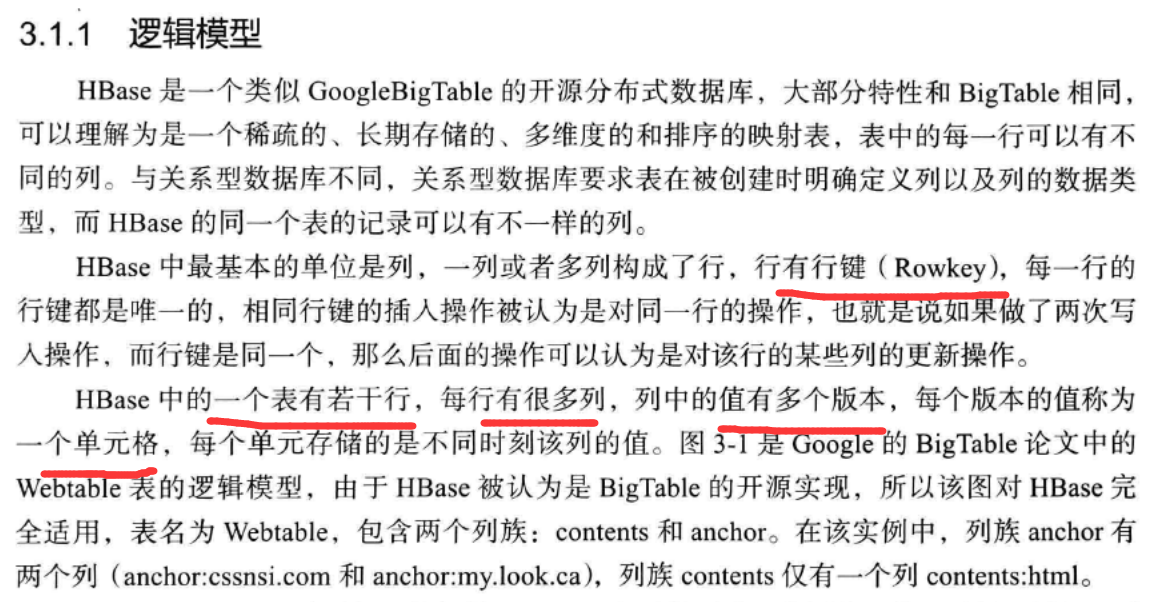 3.1.1 逻辑模型
HBase 是一个类似 GoogleBigTable 的开源分布式数据库，大部分特性和 BigTable 相同，
可以理解为是一个稀疏的、长期存储的、多维度的和排序的映射表，表中的每一行可以有不
同的列。与关系型数据库不同，关系型数据库要求表在被创建时明确定义列以及列的数据类
型，而 HBase 的同一个表的记录可以有不一样的列。
HBase 中最基本的单位是列，一列或者多列构成了行，行有行键（Rowkey），每一行的
行键都是唯一的，相同行键的插入操作被认为是对同一行的操作，也就是说如果做了两次写
入操作，而行键是同一个，那么后面的操作可以认为是对该行的某些列的更新操作。
HBase 中的一个表有若干行，每行有很多列，列中的值有多个版本，每个版本的值称为
一个单元格，每个单元存储的是不同时刻该列的值。图 3-1 是 Google 的 BigTable 论文中的
Webtable 表的逻辑模型，由于 HBase 被认为是 BigTable 的开源实现，所以该图对 HBase 完
全适用，表名为 Webtable，包含两个列族：contents 和 anchor。在该实例中，列族 anchor 有
两个列（anchor:cssnsi.com 和 anchor:my.look.ca），列族 contents 仅有一个列 contents:html。